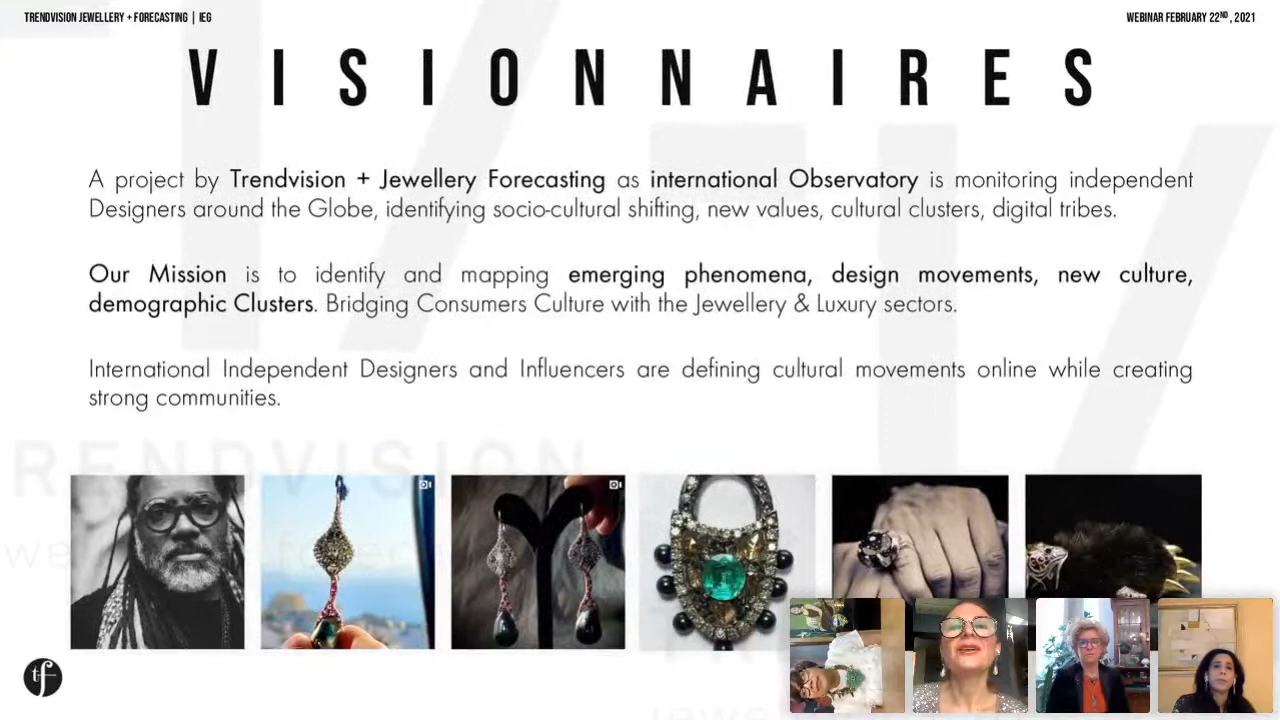 TRENDVISION JEWELLERY + FORECASTING | IEG
WEBINAR FEBRUARY 22ND, 2021
VISIONNAIRES
A project by Trendvision + Jewellery Forecasting as international Observatory is monitoring independent
Designers around the Globe, identifying socio-cultural shifting, new values, cultural clusters, digital tribes.
Our Mission is to identify and mapping emerging phenomena, design movements, new culture,
demographic Clusters. Bridging Consumers Culture with the Jewellery & Luxury sectors.
International Independent Designers and Influencers are defining cultural movements online while creating
strong communities.
tf